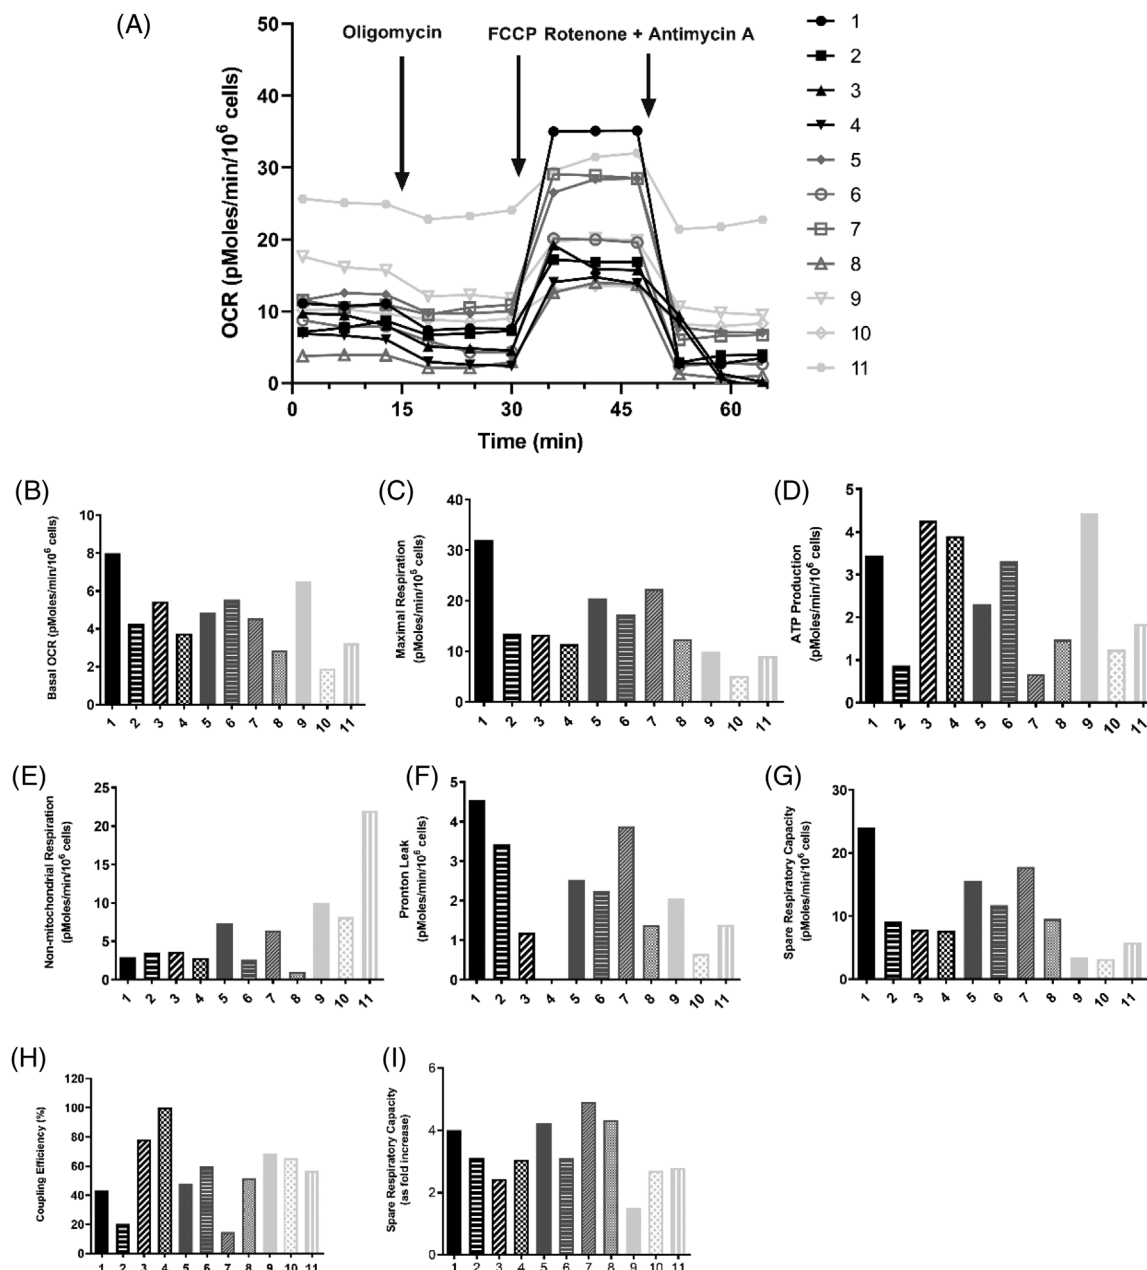 (A)
50
40
30
20
10
0
OCR (pMoles/min/10⁶ cells)
Oligomycin
FCCP Rotenone + Antimycin A
0 15 30 45 60
Time (min)
1
2
3
4
5
6
7
8
9
10
11
(B)
Basal OCR (pMoles/min/10⁶ cells)
10
8
6
4
2
0
1 2 3 4 5 6 7 8 9 10 11
(C)
Maximal Respiration
(pMoles/min/10⁶ cells)
40
30
20
10
0
1 2 3 4 5 6 7 8 9 10 11
(D)
ATP Production
(pMoles/min/10⁶ cells)
5
4
3
2
1
0
1 2 3 4 5 6 7 8 9 10 11
(E)
Non-mitochondrial Respiration
(pMoles/min/10⁶ cells)
25
20
15
10
5
0
1 2 3 4 5 6 7 8 9 10 11
(F)
Pronton Leak
(pMoles/min/10⁶ cells)
5
4
3
2
1
0
1 2 3 4 5 6 7 8 9 10 11
(G)
Spare Respiratory Capacity
(pMoles/min/10⁶ cells)
30
20
10
0
1 2 3 4 5 6 7 8 9 10 11
(H)
Coupling Efficiency (%)
120
100
80
60
40
20
0
1 2 3 4 5 6 7 8 9 10 11
(I)
Spare Respiratory Capacity
(as fold increase)
6
4
2
0
1 2 3 4 5 6 7 8 9 10 11